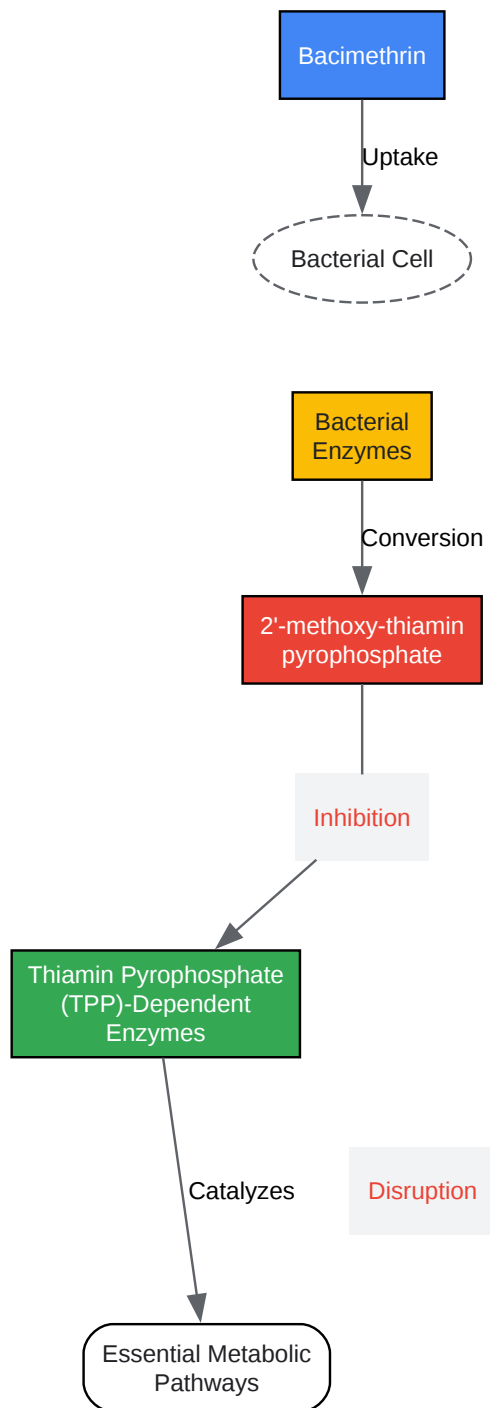 Bacimethrin
Uptake
Bacterial Cell
Bacterial
Enzymes
Conversion
2'-methoxy-thiamin
pyrophosphate
Inhibition
Thiamin Pyrophosphate
(TPP)-Dependent
Enzymes
Catalyzes
Disruption
Essential Metabolic
Pathways